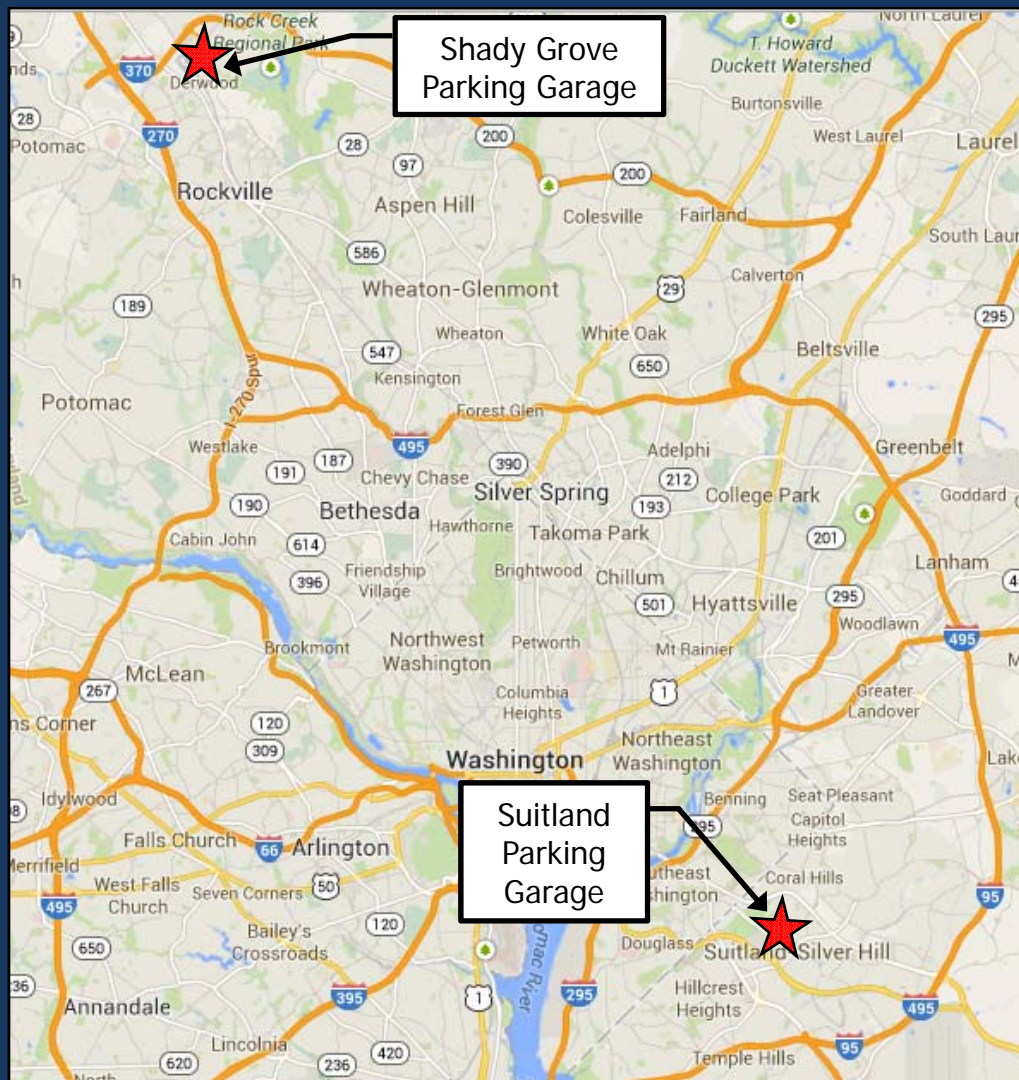 Rock Creek
Regional Park
North Laurel
Shady Grove
Parking Garage
T. Howard
Duckett Watershed
nds
370
Derwood
Burtonsville
28
Potomac
270
28
200
West Laurel
Laurel
97
200
Rockville
Aspen Hill
Colesville
Fairland
586
South Laur
Calverton
Wheaton-Glenmont
29
189
295
Wheaton
White Oak
547
650
Beltsville
Kensington
I-270 Spur
Potomac
Forest Glen
Westlake
495
Adelphi
Greenbelt
191
187
390
Chevy Chase
212
Silver Spring
College Park
Goddard
190
Bethesda
Hawthorne
193
Takoma Park
201
Cabin John
614
Lanham
396
Friendship
Village
Brightwood
Chillum
501
Hyattsville
295
Woodlawn
495
Brookmont
Northwest
Washington
Petworth
Mt Rainier
McLean
267
Columbia
Heights
1
Greater
Landover
ns Corner
120
309
Northeast
Washington
Washington
Lake
Idylwood
Suitland
Parking
Garage
Benning
Seat Pleasant
Capitol
Heights
295
Falls Church
66
Arlington
Merrifield
West Falls
Church
Seven Corners
50
Coral Hills
95
495
120
Bailey's
Crossroads
Douglass
Suitland-Silver Hill
650
Hillcrest
Heights
236
Annandale
395
1
295
495
Lincolnia
95
620
236
420
Temple Hills
North